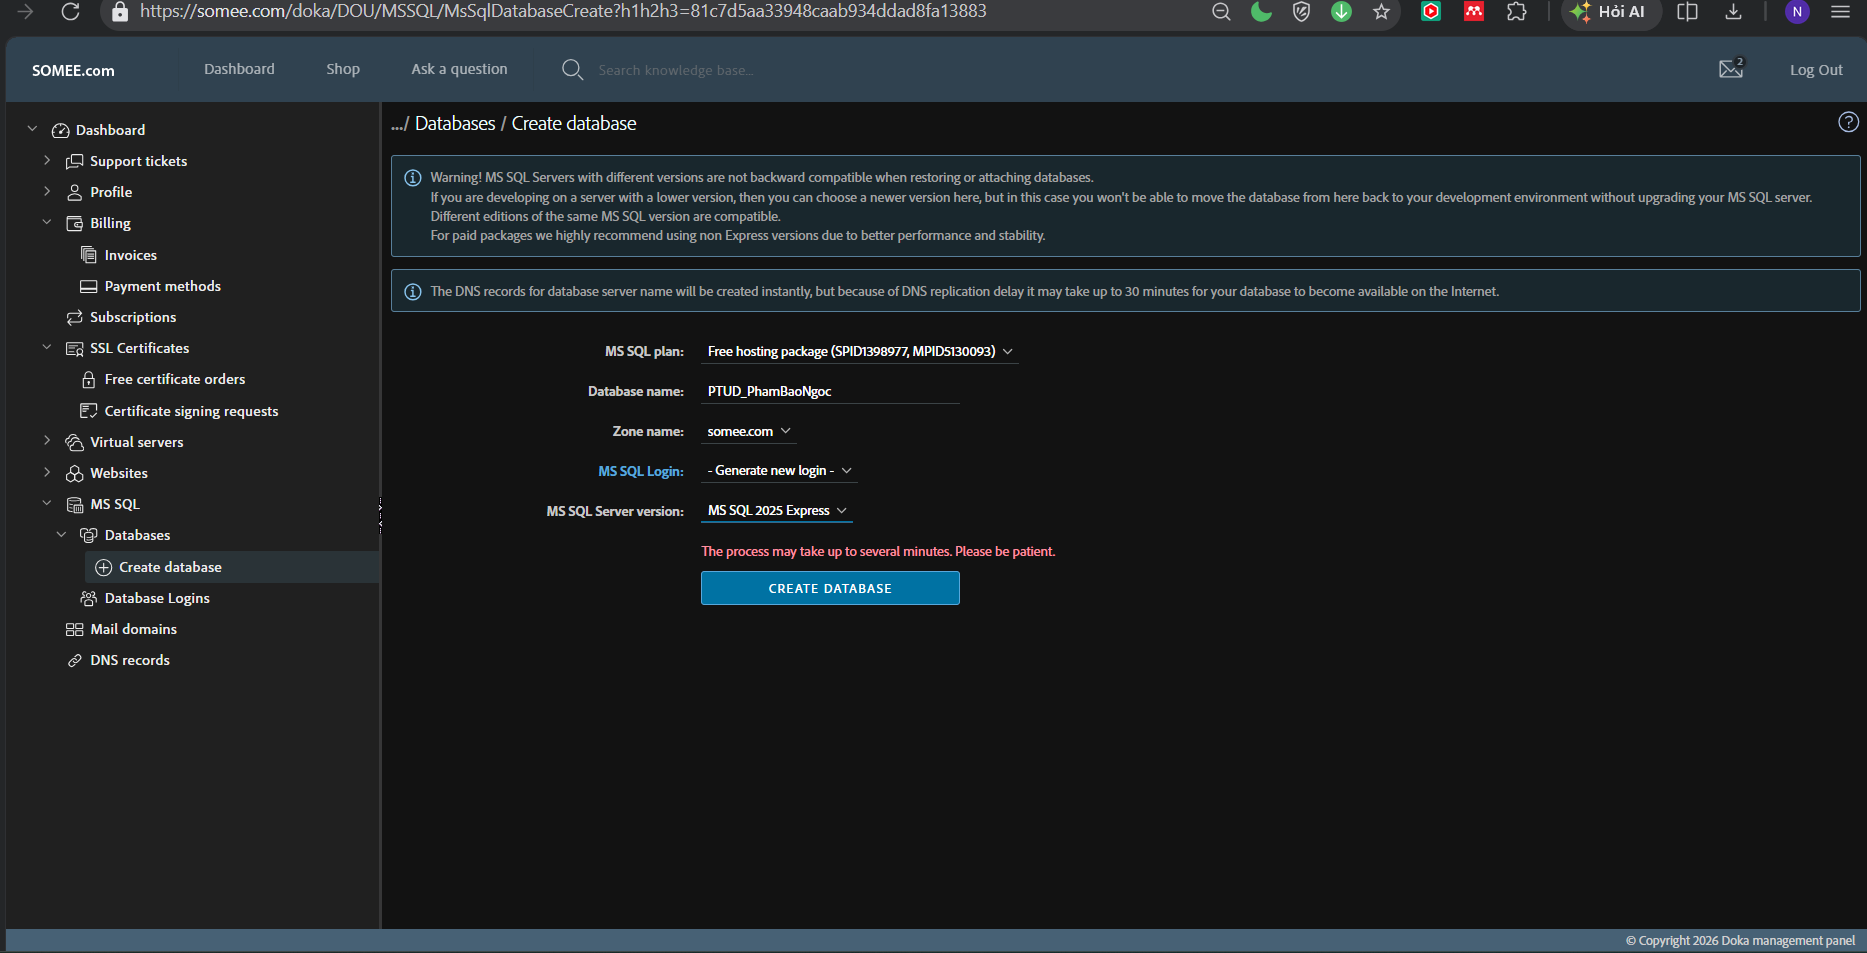 https://somee.com/doka/DOU/MSSQL/MsSqlDatabaseCreate?h1h2h3=81c7d5aa33948caab934ddad8fa13883
Hỏi AI
N
SOMEE.com
Dashboard
Shop
Ask a question
Search knowledge base...
2
Log Out
Dashboard
Support tickets
Profile
Billing
Invoices
Payment methods
Subscriptions
SSL Certificates
Free certificate orders
Certificate signing requests
Virtual servers
Websites
MS SQL
Databases
Create database
Database Logins
Mail domains
DNS records
.../ Databases / Create database
Warning! MS SQL Servers with different versions are not backward compatible when restoring or attaching databases.
If you are developing on a server with a lower version, then you can choose a newer version here, but in this case you won't be able to move the database from here back to your development environment without upgrading your MS SQL server.
Different editions of the same MS SQL version are compatible.
For paid packages we highly recommend using non Express versions due to better performance and stability.
The DNS records for database server name will be created instantly, but because of DNS replication delay it may take up to 30 minutes for your database to become available on the Internet.
MS SQL plan: Free hosting package (SPID1398977, MPID5130093)
Database name: PTUD_PhamBaoNgoc
Zone name: somee.com
MS SQL Login: - Generate new login -
MS SQL Server version: MS SQL 2025 Express
The process may take up to several minutes. Please be patient.
CREATE DATABASE
© Copyright 2026 Doka management panel